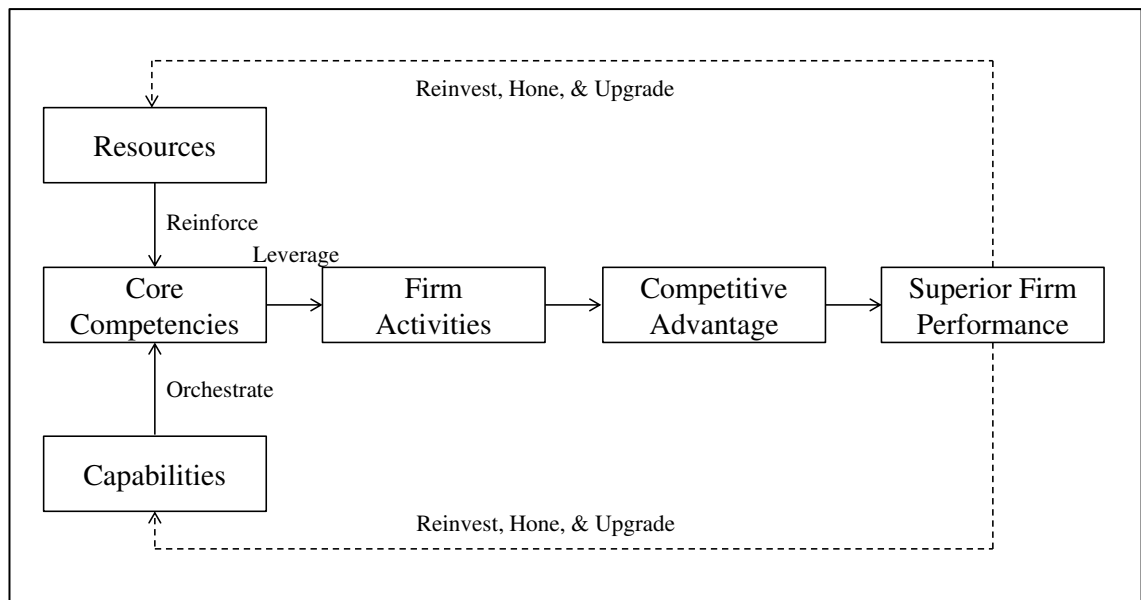 Reinvest, Hone, & Upgrade
Resources
Reinforce
Leverage
Core
Competencies
Firm
Activities
Competitive
Advantage
Superior Firm
Performance
Orchestrate
Capabilities
Reinvest, Hone, & Upgrade